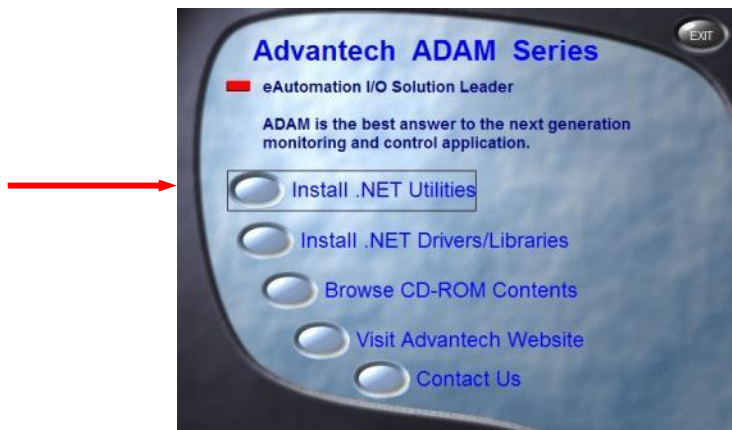 EXIT
Advantech ADAM Series
eAutomation I/O Solution Leader
ADAM is the best answer to the next generation
monitoring and control application.
Install .NET Utilities
Install .NET Drivers/Libraries
Browse CD-ROM Contents
Visit Advantech Website
Contact Us